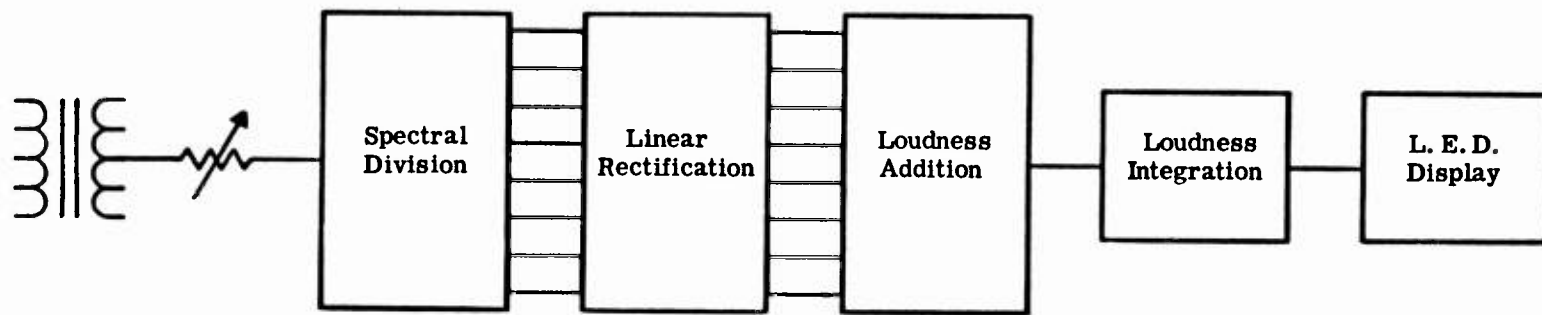 Spectral
Division
Linear
Rectification
Loudness
Addition
Loudness
Integration
L. E. D.
Display